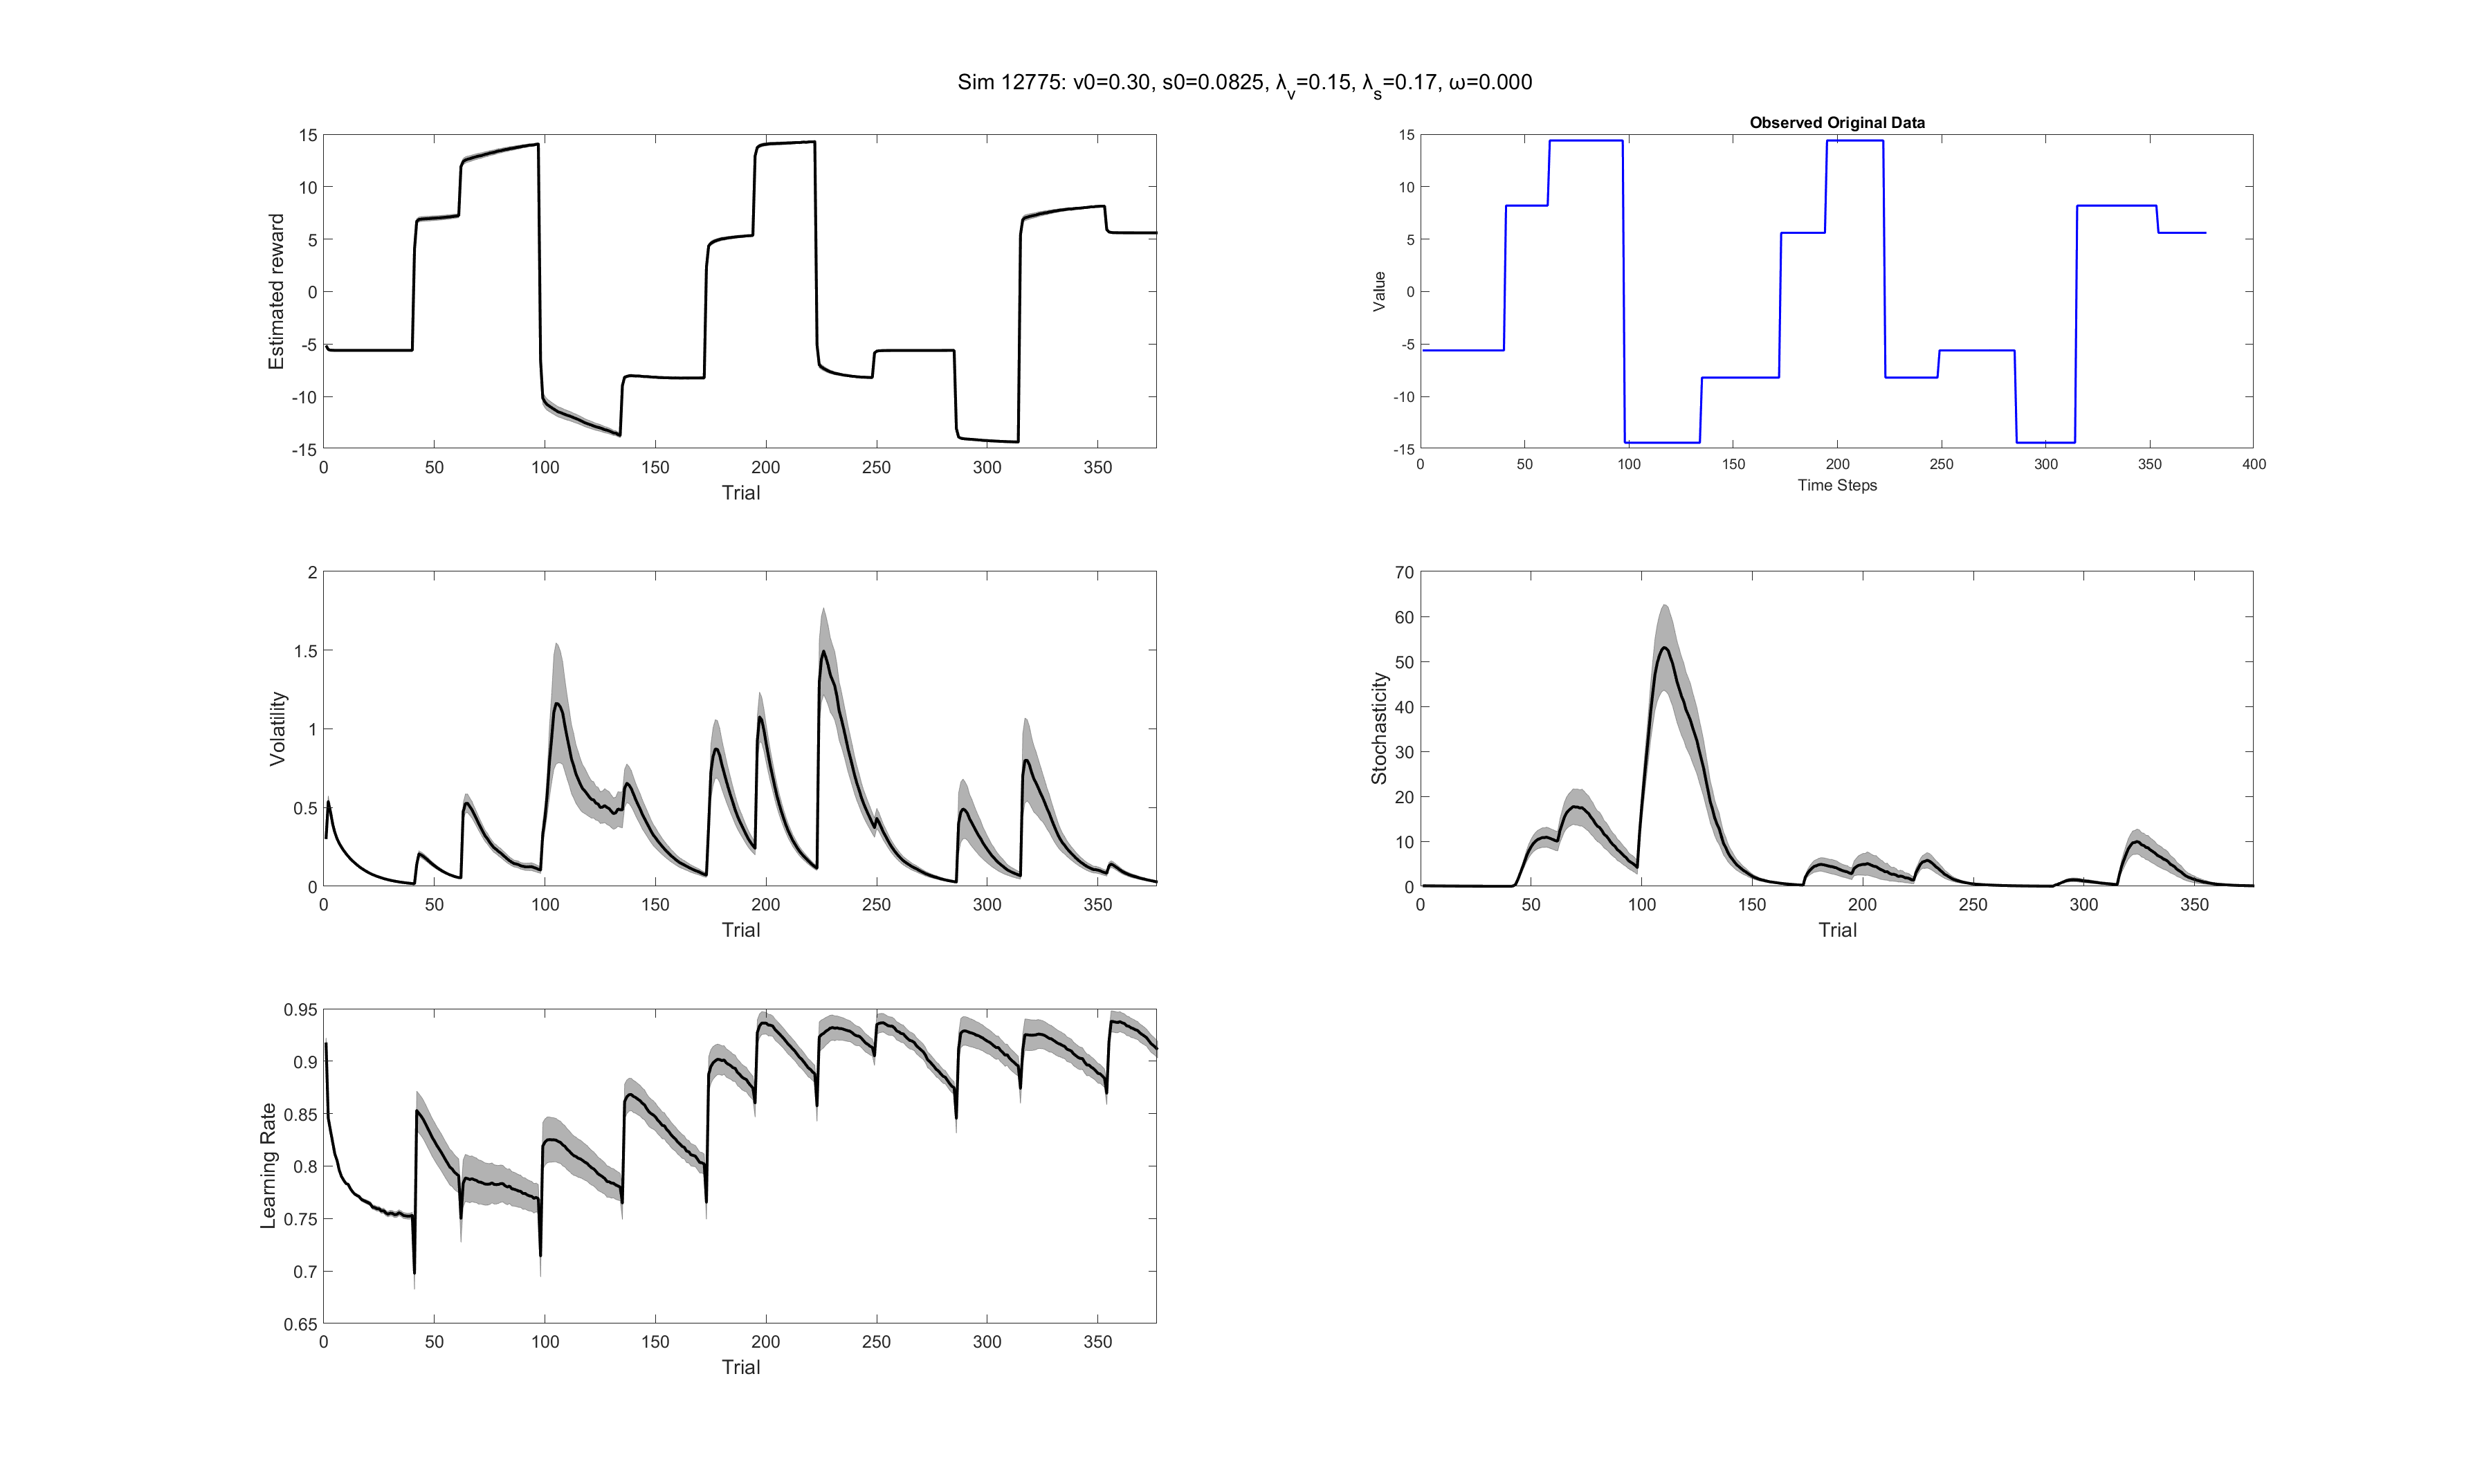 Sim 12775: v0=0.30, s0=0.0825, λv=0.15, λs=0.17, ω=0.000
15
10
5
0
-5
-10
-15
Estimated reward
0 50 100 150 200 250 300 350
Trial
Observed Original Data
15
10
5
0
-5
-10
-15
Value
0 50 100 150 200 250 300 350 400
Time Steps
2
1.5
1
0.5
0
Volatility
0 50 100 150 200 250 300 350
Trial
70
60
50
40
30
20
10
0
Stochasticity
0 50 100 150 200 250 300 350
Trial
0.95
0.9
0.85
0.8
0.75
0.7
0.65
Learning Rate
0 50 100 150 200 250 300 350
Trial